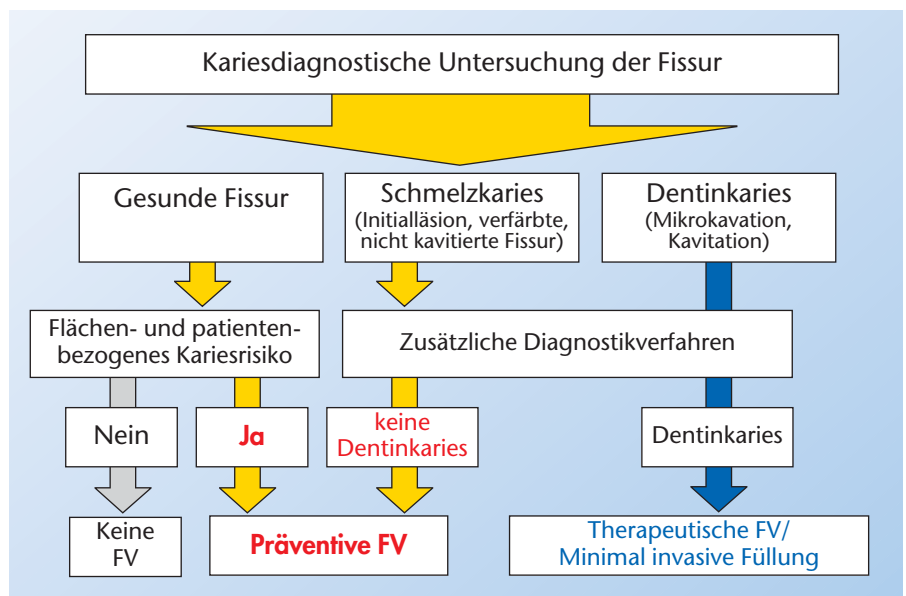 Kariesdiagnostische Untersuchung der Fissur
Gesunde Fissur
Schmelzkaries
(Initialläsion, verfärbte,
nicht kavitierte Fissur)
Dentinkaries
(Mikrokavation,
Kavitation)
Flächen- und patienten-
bezogenes Kariesrisiko
Zusätzliche Diagnostikverfahren
Nein
Ja
keine
Dentinkaries
Dentinkaries
Keine
FV
Präventive FV
Therapeutische FV/
Minimal invasive Füllung